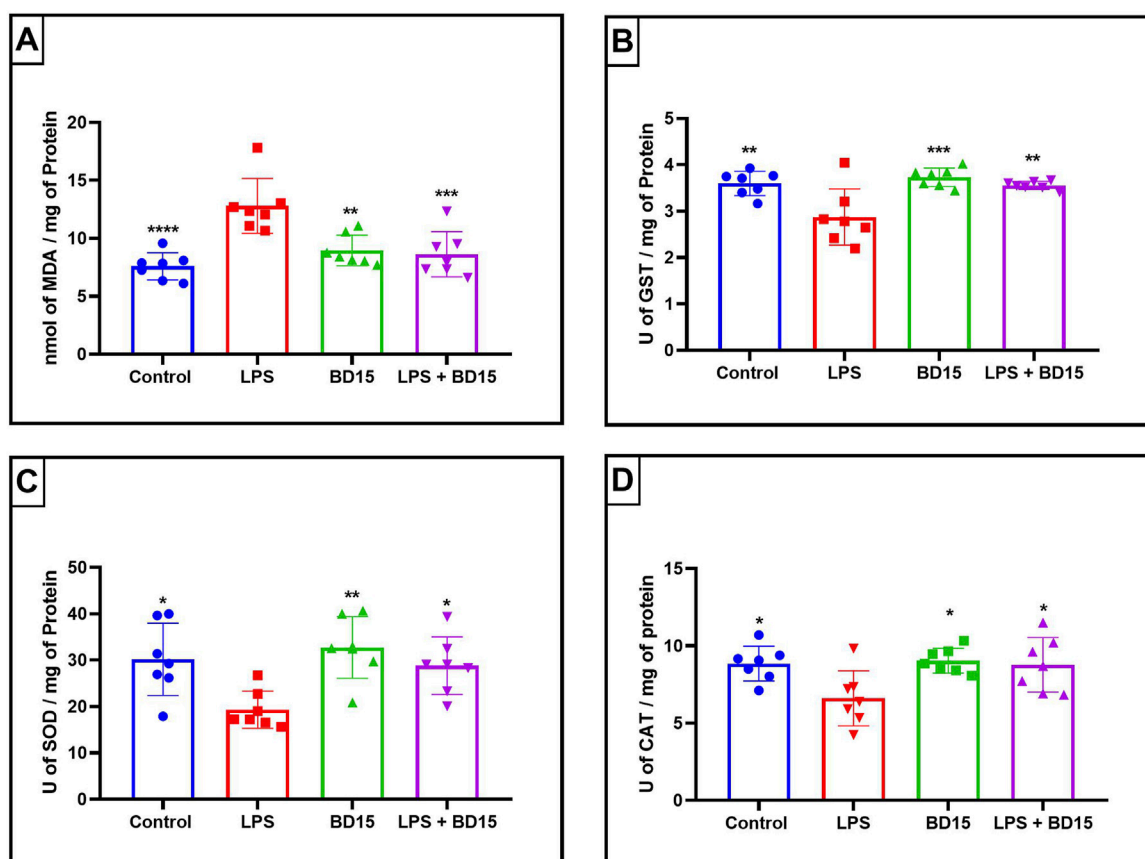 A
nmol of MDA / mg of Protein
20
15
10
5
0
****
**
***
Control
LPS
BD15
LPS + BD15
B
U of GST / mg of Protein
5
4
3
2
1
0
**
***
**
Control
LPS
BD15
LPS + BD15
C
U of SOD / mg of Protein
50
40
30
20
10
0
*
**
*
Control
LPS
BD15
LPS + BD15
D
U of CAT / mg of protein
15
10
5
0
*
*
*
Control
LPS
BD15
LPS + BD15